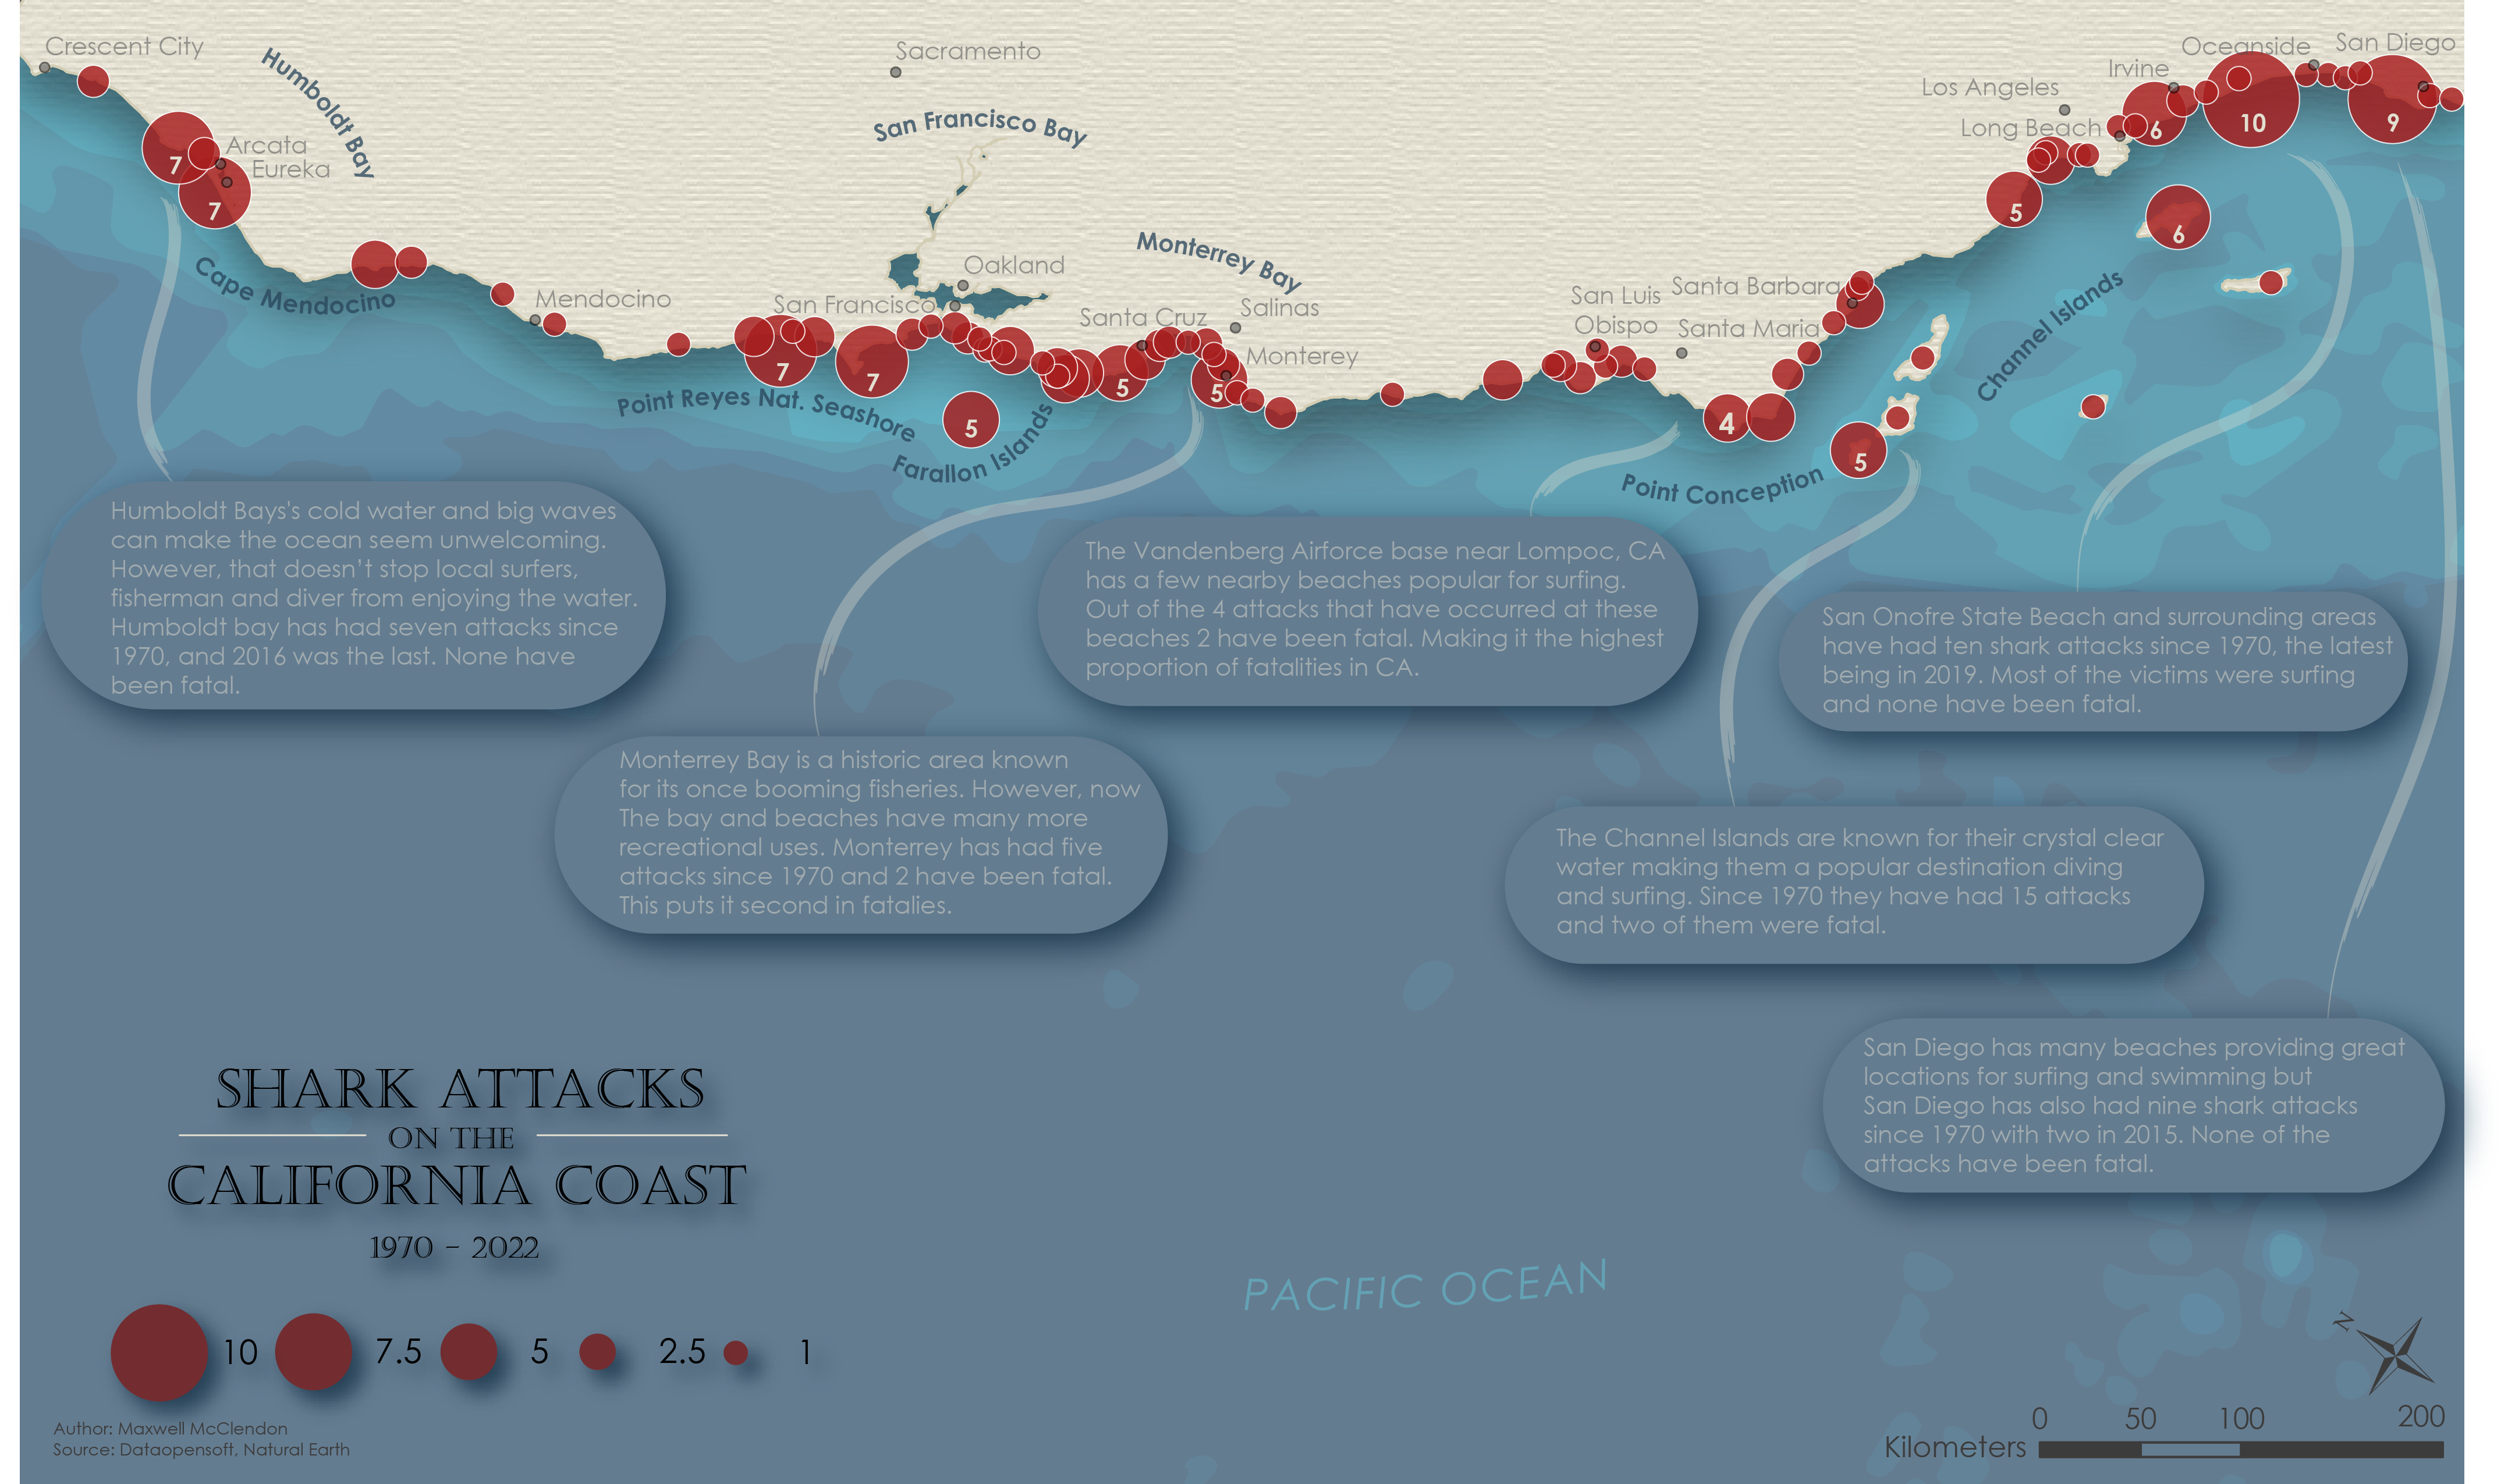 Crescent City
Humboldt Bay
Arcata
Eureka
7
7
Cape Mendocino
Mendocino
Sacramento
San Francisco Bay
Oakland
San Francisco
7
7
Point Reyes Nat. Seashore
5
Farallon Islands
Monterrey Bay
Santa Cruz
Salinas
Monterey
5
5
San Luis
Obispo
Santa Barbara
Santa Maria
4
5
Point Conception
Channel Islands
Los Angeles
Long Beach
Irvine
Oceanside
San Diego
5
6
6
10
9
Humboldt Bays's cold water and big waves
can make the ocean seem unwelcoming.
However, that doesn't stop local surfers,
fisherman and diver from enjoying the water.
Humboldt bay has had seven attacks since
1970, and 2016 was the last. None have
been fatal.
Monterrey Bay is a historic area known
for its once booming fisheries. However, now
The bay and beaches have many more
recreational uses. Monterrey has had five
attacks since 1970 and 2 have been fatal.
This puts it second in fatalies.
The Vandenberg Airforce base near Lompoc, CA
has a few nearby beaches popular for surfing.
Out of the 4 attacks that have occurred at these
beaches 2 have been fatal. Making it the highest
proportion of fatalities in CA.
The Channel Islands are known for their crystal clear
water making them a popular destination diving
and surfing. Since 1970 they have had 15 attacks
and two of them were fatal.
San Onofre State Beach and surrounding areas
have had ten shark attacks since 1970, the latest
being in 2019. Most of the victims were surfing
and none have been fatal.
San Diego has many beaches providing great
locations for surfing and swimming but
San Diego has also had nine shark attacks
since 1970 with two in 2015. None of the
attacks have been fatal.
SHARK ATTACKS
ON THE
CALIFORNIA COAST
1970 - 2022
10 7.5 5 2.5 1
Author: Maxwell McClendon
Source: Dataopensoft, Natural Earth
PACIFIC OCEAN
N
0 50 100 200
Kilometers